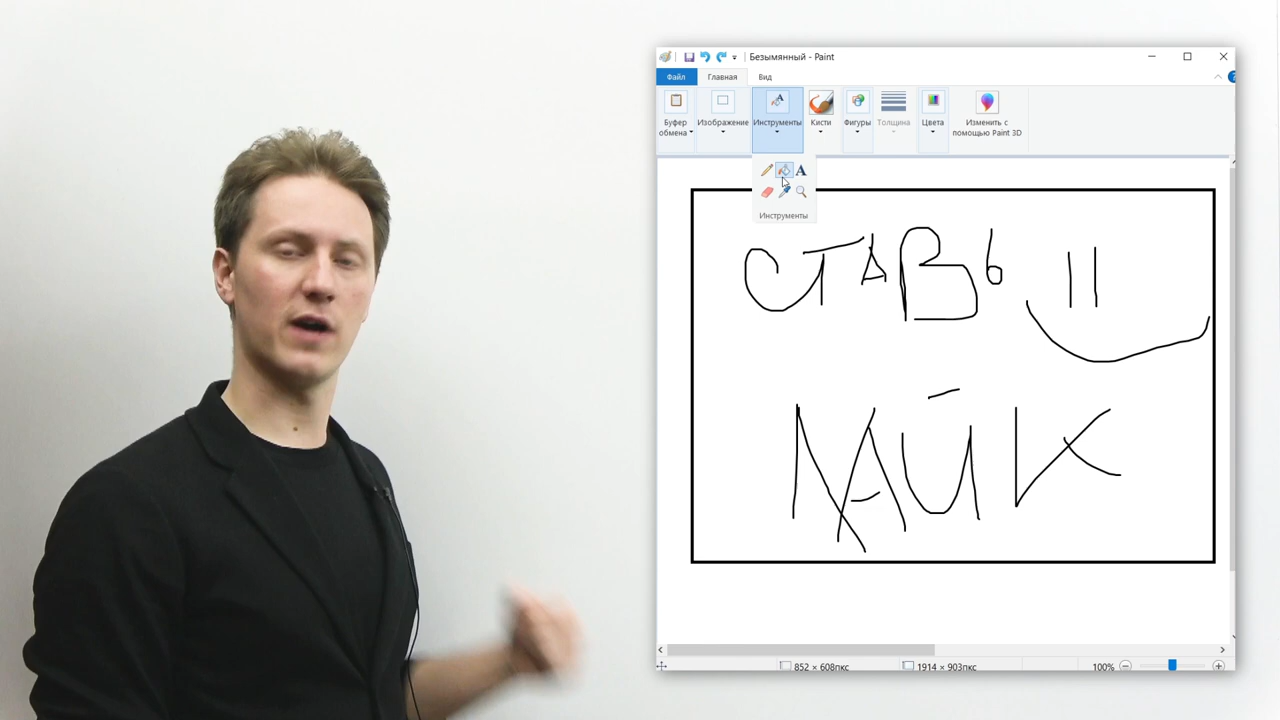 Безымянный - Paint
Файл Главная Вид
Буфер обмена Изображение Инструменты Кисти Фигуры Толщина Цвета Изменить с помощью Paint 3D
A
Инструменты
СТАВЬ
ЛАЙК
852 × 608пкс 1914 × 903пкс 100%